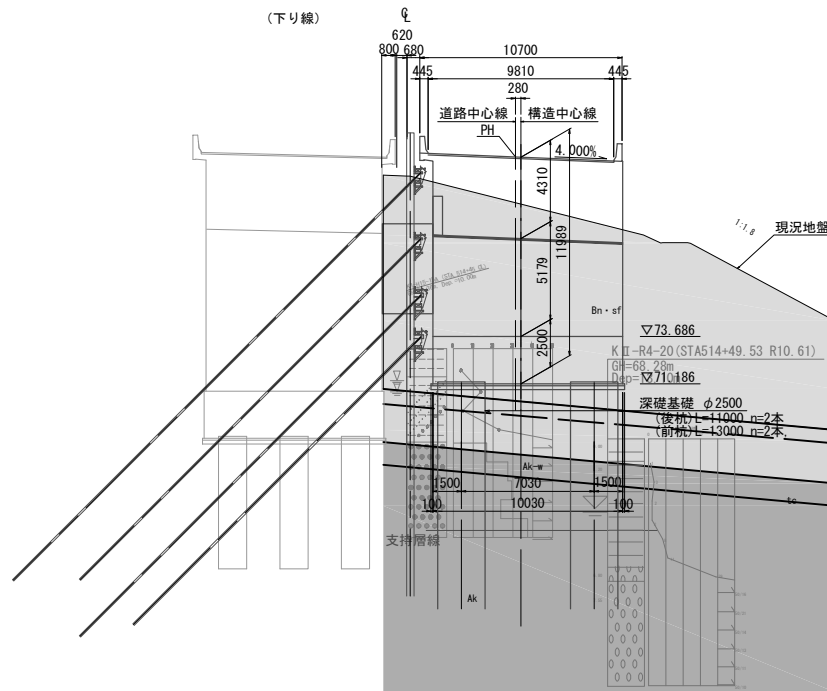 (下り線)
℄
620
800
680
10700
445
9810
445
280
道路中心線
構造中心線
PH
4.000%
4310
11989
5179
2500
1:1.8
現況地盤
Bn・sf
▽73.686
KⅡ-R4-20(STA514+49.53 R10.61)
GH=68.28m
▽71.186
深礎基礎 φ2500
(後杭)L=11000 n=2本
(前杭)L=13000 n=2本
Ak-w
1500
7030
1500
100
10030
100
tc
支持層線
Ak